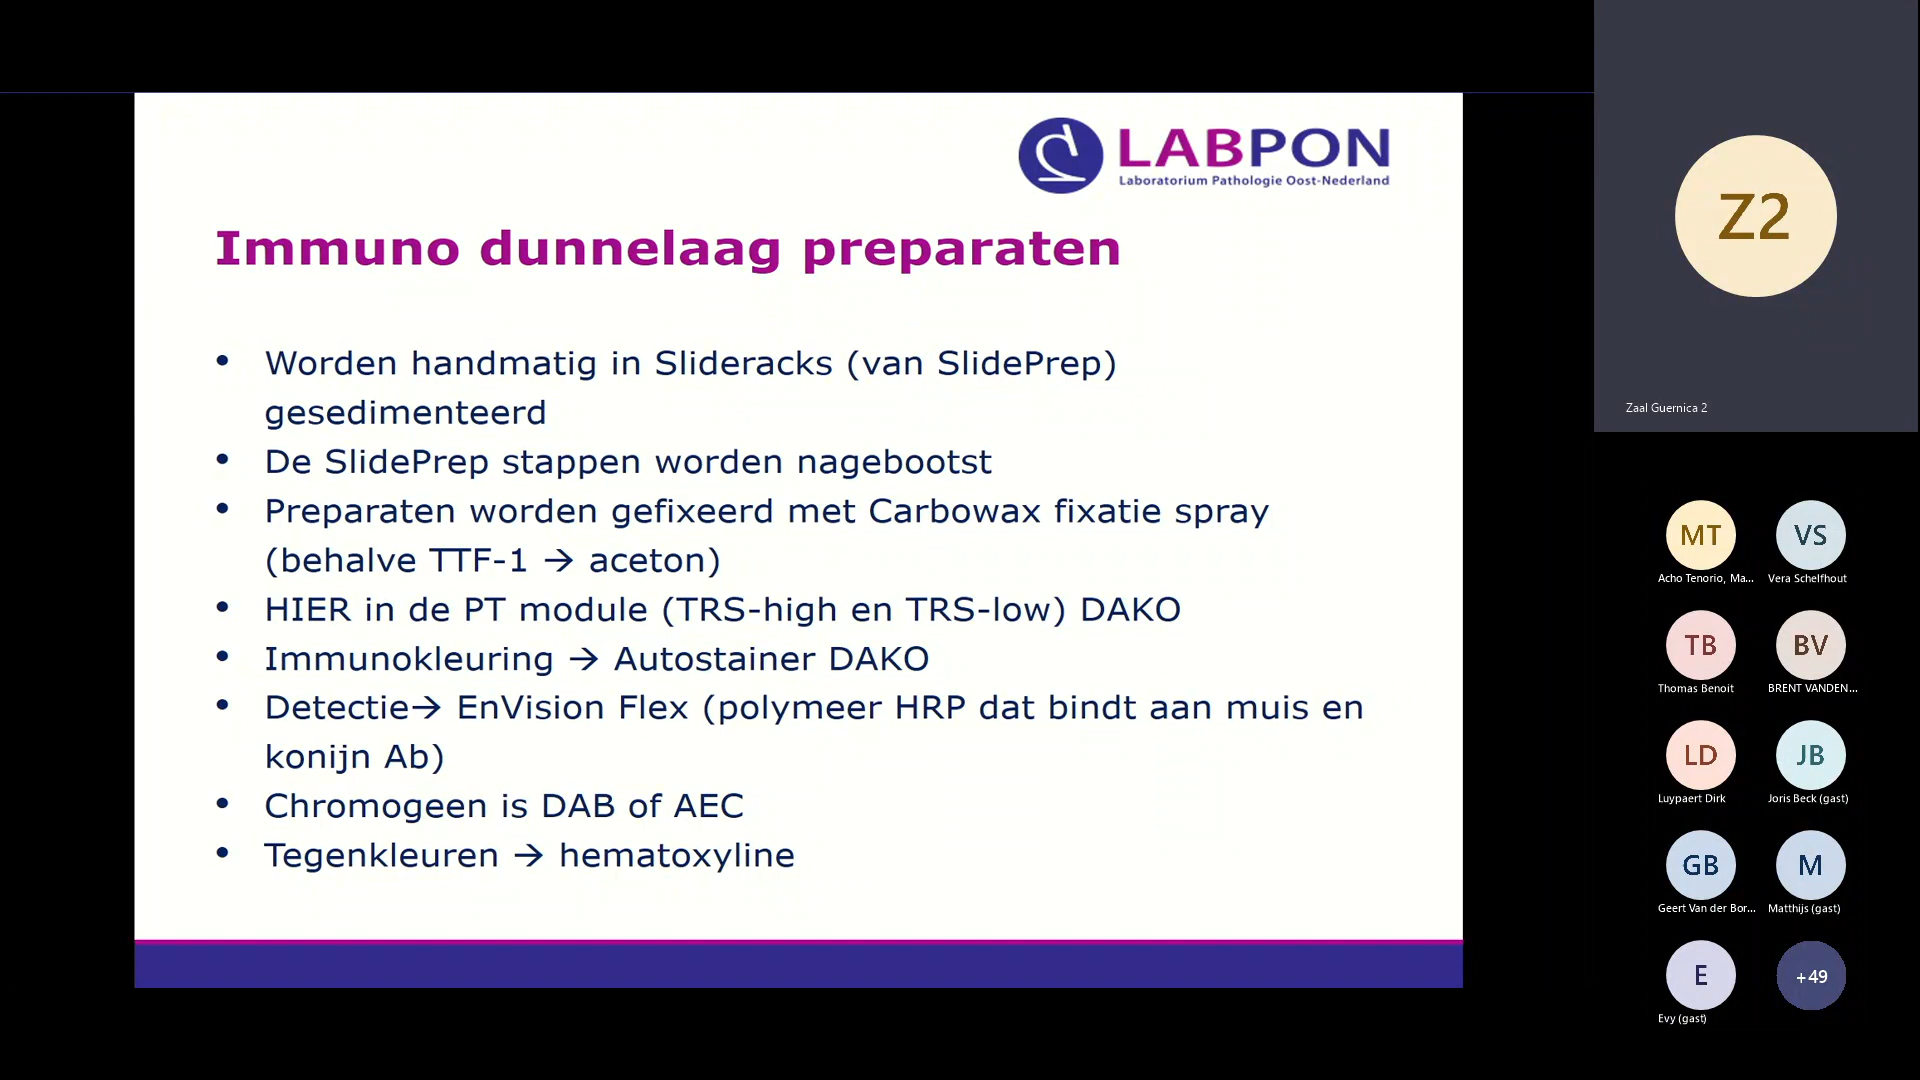 LABPON
Laboratorium Pathologie Oost-Nederland
Immuno dunnelaag preparaten
• Worden handmatig in Slideracks (van SlidePrep)
gesedimenteerd
• De SlidePrep stappen worden nagebootst
• Preparaten worden gefixeerd met Carbowax fixatie spray
(behalve TTF-1 → aceton)
• HIER in de PT module (TRS-high en TRS-low) DAKO
• Immunokleuring → Autostainer DAKO
• Detectie→ EnVision Flex (polymeer HRP dat bindt aan muis en
konijn Ab)
• Chromogeen is DAB of AEC
• Tegenkleuren → hematoxyline
Z2
Zaal Guernica 2
MT
Acho Tenorio, Ma...
VS
Vera Schelfhout
TB
Thomas Benoit
BV
BRENT VANDEN...
LD
Luypaert Dirk
JB
Joris Beck (gast)
GB
Geert Van der Bor...
M
Matthijs (gast)
E
Evy (gast)
+49